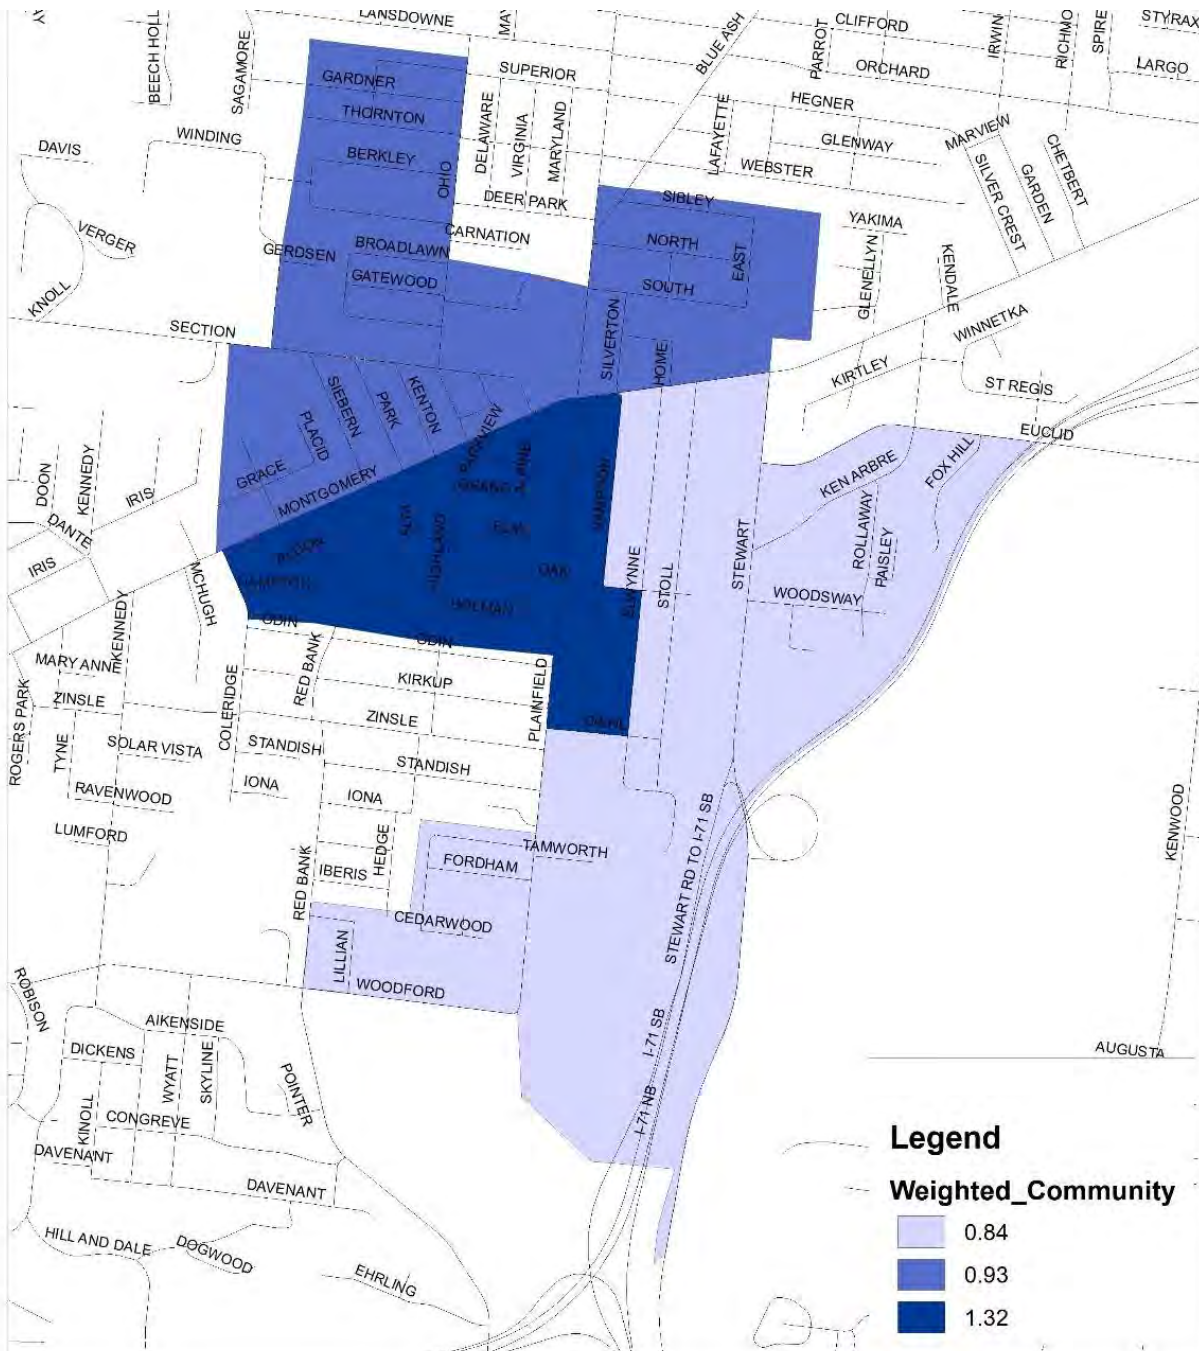 LANSDOWNE
CLIFFORD
STYRAX
BEECH HOLL
SAGAMORE
BLUE ASH
PARROT
IRWIN
RICHMO
SPIRE
LARGO
ORCHARD
SUPERIOR
GARDNER
HEGNER
THORNTON
DELAWARE
VIRGINIA
MARYLAND
LAFAYETTE
GLENWAY
MARVIEW
WINDING
DAVIS
BERKLEY
OHIO
WEBSTER
SILVER CREST
GARDEN
CHETBERT
DEER PARK
SIBLEY
YAKIMA
VERGER
CARNATION
NORTH
EAST
GLENELLYN
KENDALE
GERDSEN
BROADLAWN
GATEWOOD
SOUTH
KNOLL
SECTION
SILVERTON
HOME
WINNETKA
KIRTLEY
ST REGIS
SIEBERN
PARK
KENTON
PLACID
PARKVIEW
EUCLID
GRACE
MONTGOMERY
KEN ARBRE
FOX HILL
DOON
KENNEDY
IRIS
DANTE
HIGHLAND
ELM
OAK
STEWART
ROLLAWAY
PAISLEY
IRIS
MCHUGH
KENNEDY
ELWYNNE
STOLL
WOODSWAY
ODIN
ODIN
RED BANK
MARY ANNE
COLERIDGE
KIRKUP
PLAINFIELD
ZINSLE
ZINSLE
ROGERS PARK
TYNE
SOLAR VISTA
STANDISH
STANDISH
RAVENWOOD
IONA
IONA
LUMFORD
HEDGE
TAMWORTH
FORDHAM
IBERIS
RED BANK
CEDARWOOD
STEWART RD TO I-71 SB
KENWOOD
LILLIAN
WOODFORD
ROBISON
AIKENSIDE
I-71 SB
DICKENS
WYATT
SKYLINE
POINTER
AUGUSTA
KINOLL
CONGREVE
I-71 NB
DAVENANT
DAVENANT
HILL AND DALE
DOGWOOD
EHRLING
Legend
Weighted_Community
0.84
0.93
1.32